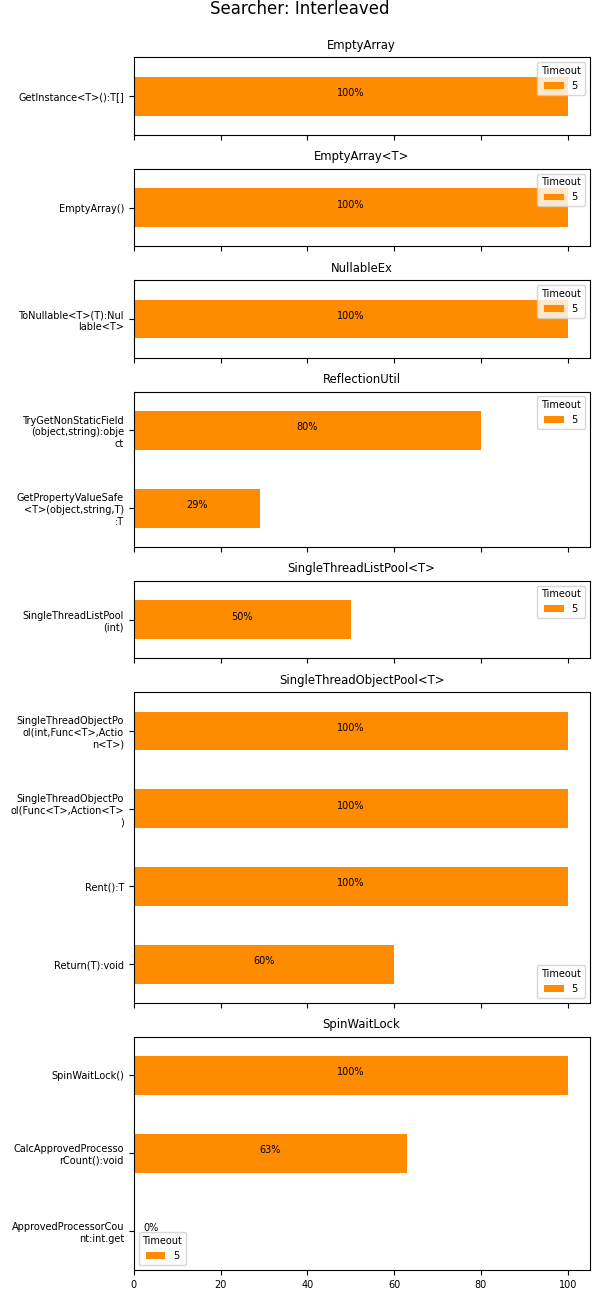 Searcher: Interleaved
EmptyArray
GetInstance<T>():T[]
100%
Timeout
5
EmptyArray<T>
EmptyArray()
100%
Timeout
5
NullableEx
ToNullable<T>(T):Nul
lable<T>
100%
Timeout
5
ReflectionUtil
TryGetNonStaticField
(object,string):obje
ct
80%
Timeout
5
GetPropertyValueSafe
<T>(object,string,T)
:T
29%
SingleThreadListPool<T>
SingleThreadListPool
(int)
50%
Timeout
5
SingleThreadObjectPool<T>
SingleThreadObjectPo
ol(int,Func<T>,Actio
n<T>)
100%
SingleThreadObjectPo
ol(Func<T>,Action<T>
)
100%
Rent():T
100%
Return(T):void
60%
Timeout
5
SpinWaitLock
SpinWaitLock()
100%
CalcApprovedProcesso
rCount():void
63%
ApprovedProcessorCou
nt:int.get
0%
Timeout
5
0 20 40 60 80 100